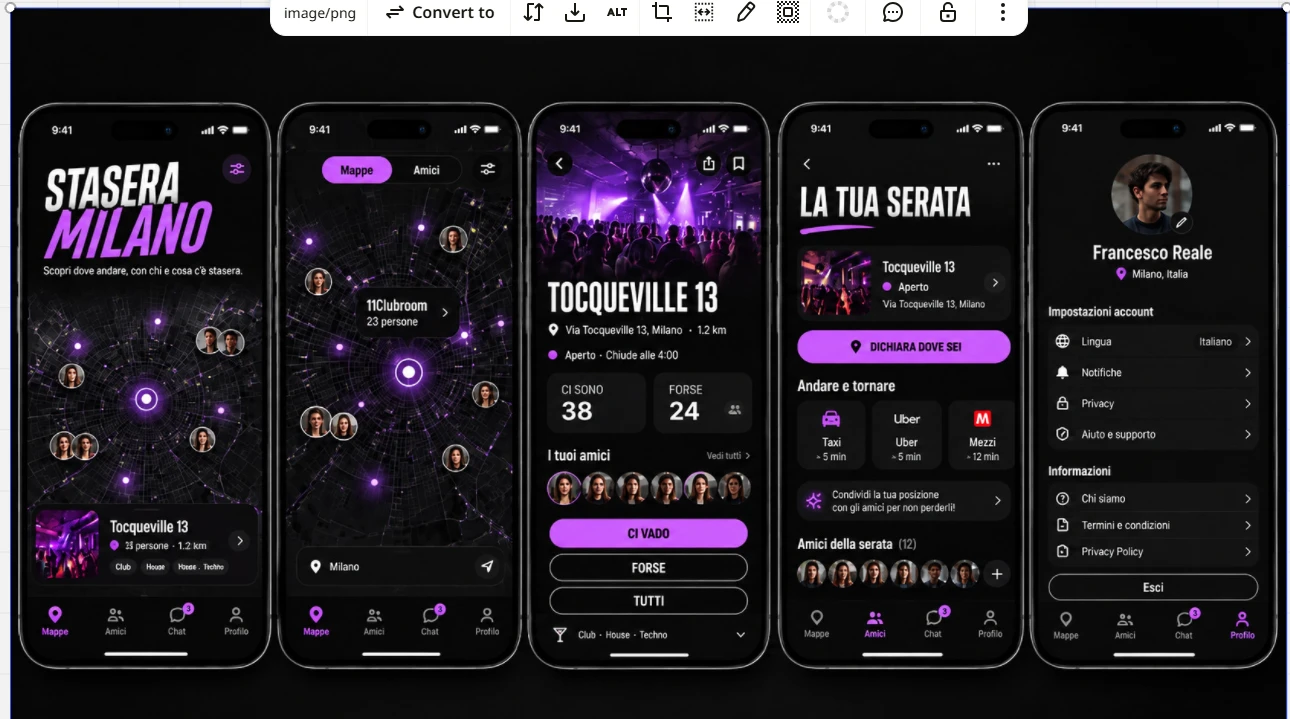 image/png
Convert to
ALT
9:41
STASERA
MILANO
Scopri dove andare, con chi e cosa c'è stasera.
Tocqueville 13
persone · 1.2 km
Club
House
House . Techno
Mappe
Amici
3
Chat
Profilo
9:41
Mappe
Amici
11Clubroom
23 persone
Milano
Mappe
Amici
3
Chat
Profilo
9:41
TOCQUEVILLE 13
Via Tocqueville 13, Milano · 1.2 km
Aperto · Chiude alle 4:00
CI SONO
38
FORSE
24
I tuoi amici
Vedi tutti
CI VADO
FORSE
TUTTI
Club · House · Techno
9:41
LA TUA SERATA
Tocqueville 13
Aperto
Via Tocqueville 13, Milano
DICHIARA DOVE SEI
Andare e tornare
Taxi
5 min
Uber
Uber
5 min
M
Mezzi
12 min
Condividi la tua posizione
con gli amici per non perderli!
Amici della serata (12)
Mappe
Amici
3
Chat
Profilo
9:41
Francesco Reale
Milano, Italia
Impostazioni account
Lingua
Italiano
Notifiche
Privacy
Aiuto e supporto
Informazioni
Chi siamo
Termini e condizioni
Privacy Policy
Esci
Mappe
Amici
3
Chat
Profilo